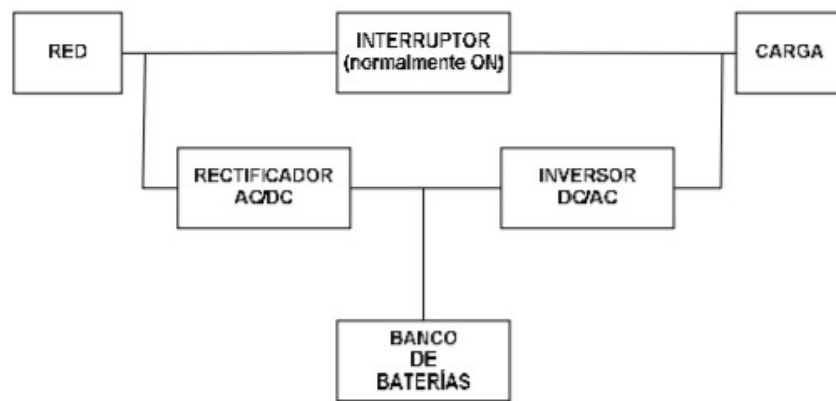 RED
INTERRUPTOR
(normalmente ON)
CARGA
RECTIFICADOR
AC/DC
INVERSOR
DC/AC
BANCO
DE
BATERÍAS